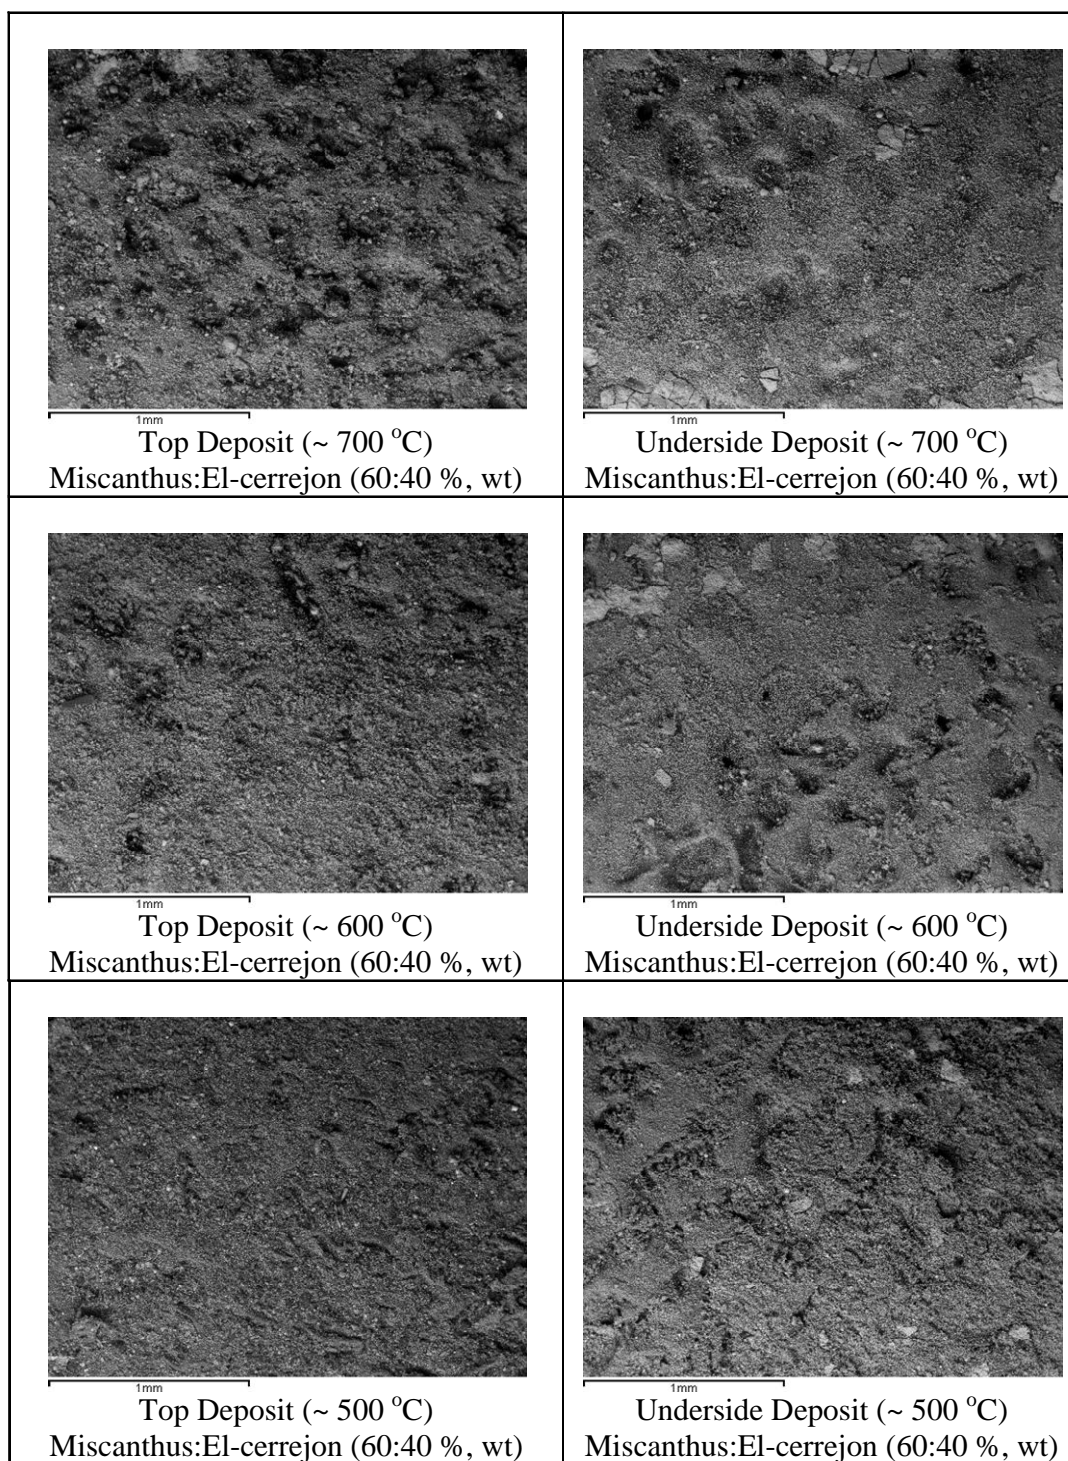 1mm
1mm
Top Deposit (~ 700 °C)
Underside Deposit (~ 700 °C)
Miscanthus:El-cerrejon (60:40 %, wt)
Miscanthus:El-cerrejon (60:40 %, wt)
1mm
1mm
Top Deposit (~ 600 °C)
Underside Deposit (~ 600 °C)
Miscanthus:El-cerrejon (60:40 %, wt)
Miscanthus:El-cerrejon (60:40 %, wt)
1mm
1mm
Top Deposit (~ 500 °C)
Underside Deposit (~ 500 °C)
Miscanthus:El-cerrejon (60:40 %, wt)
Miscanthus:El-cerrejon (60:40 %, wt)